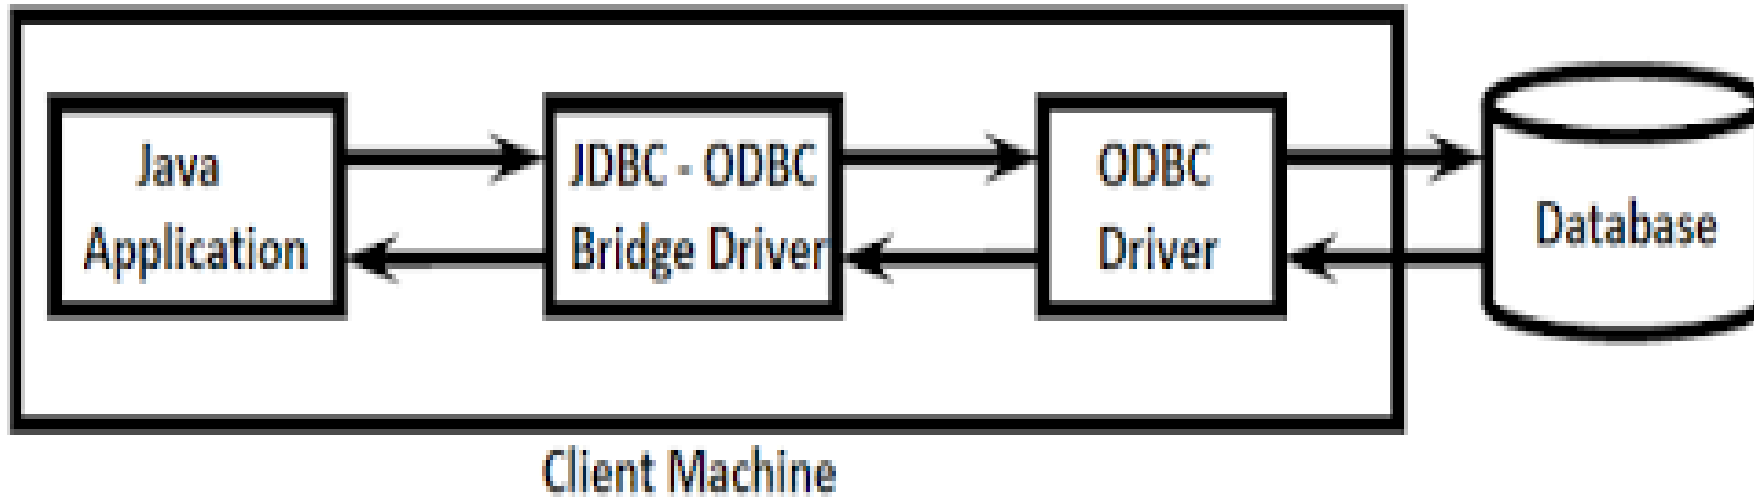 Java
Application
JDBC - ODBC
Bridge Driver
ODBC
Driver
Database
Client Machine